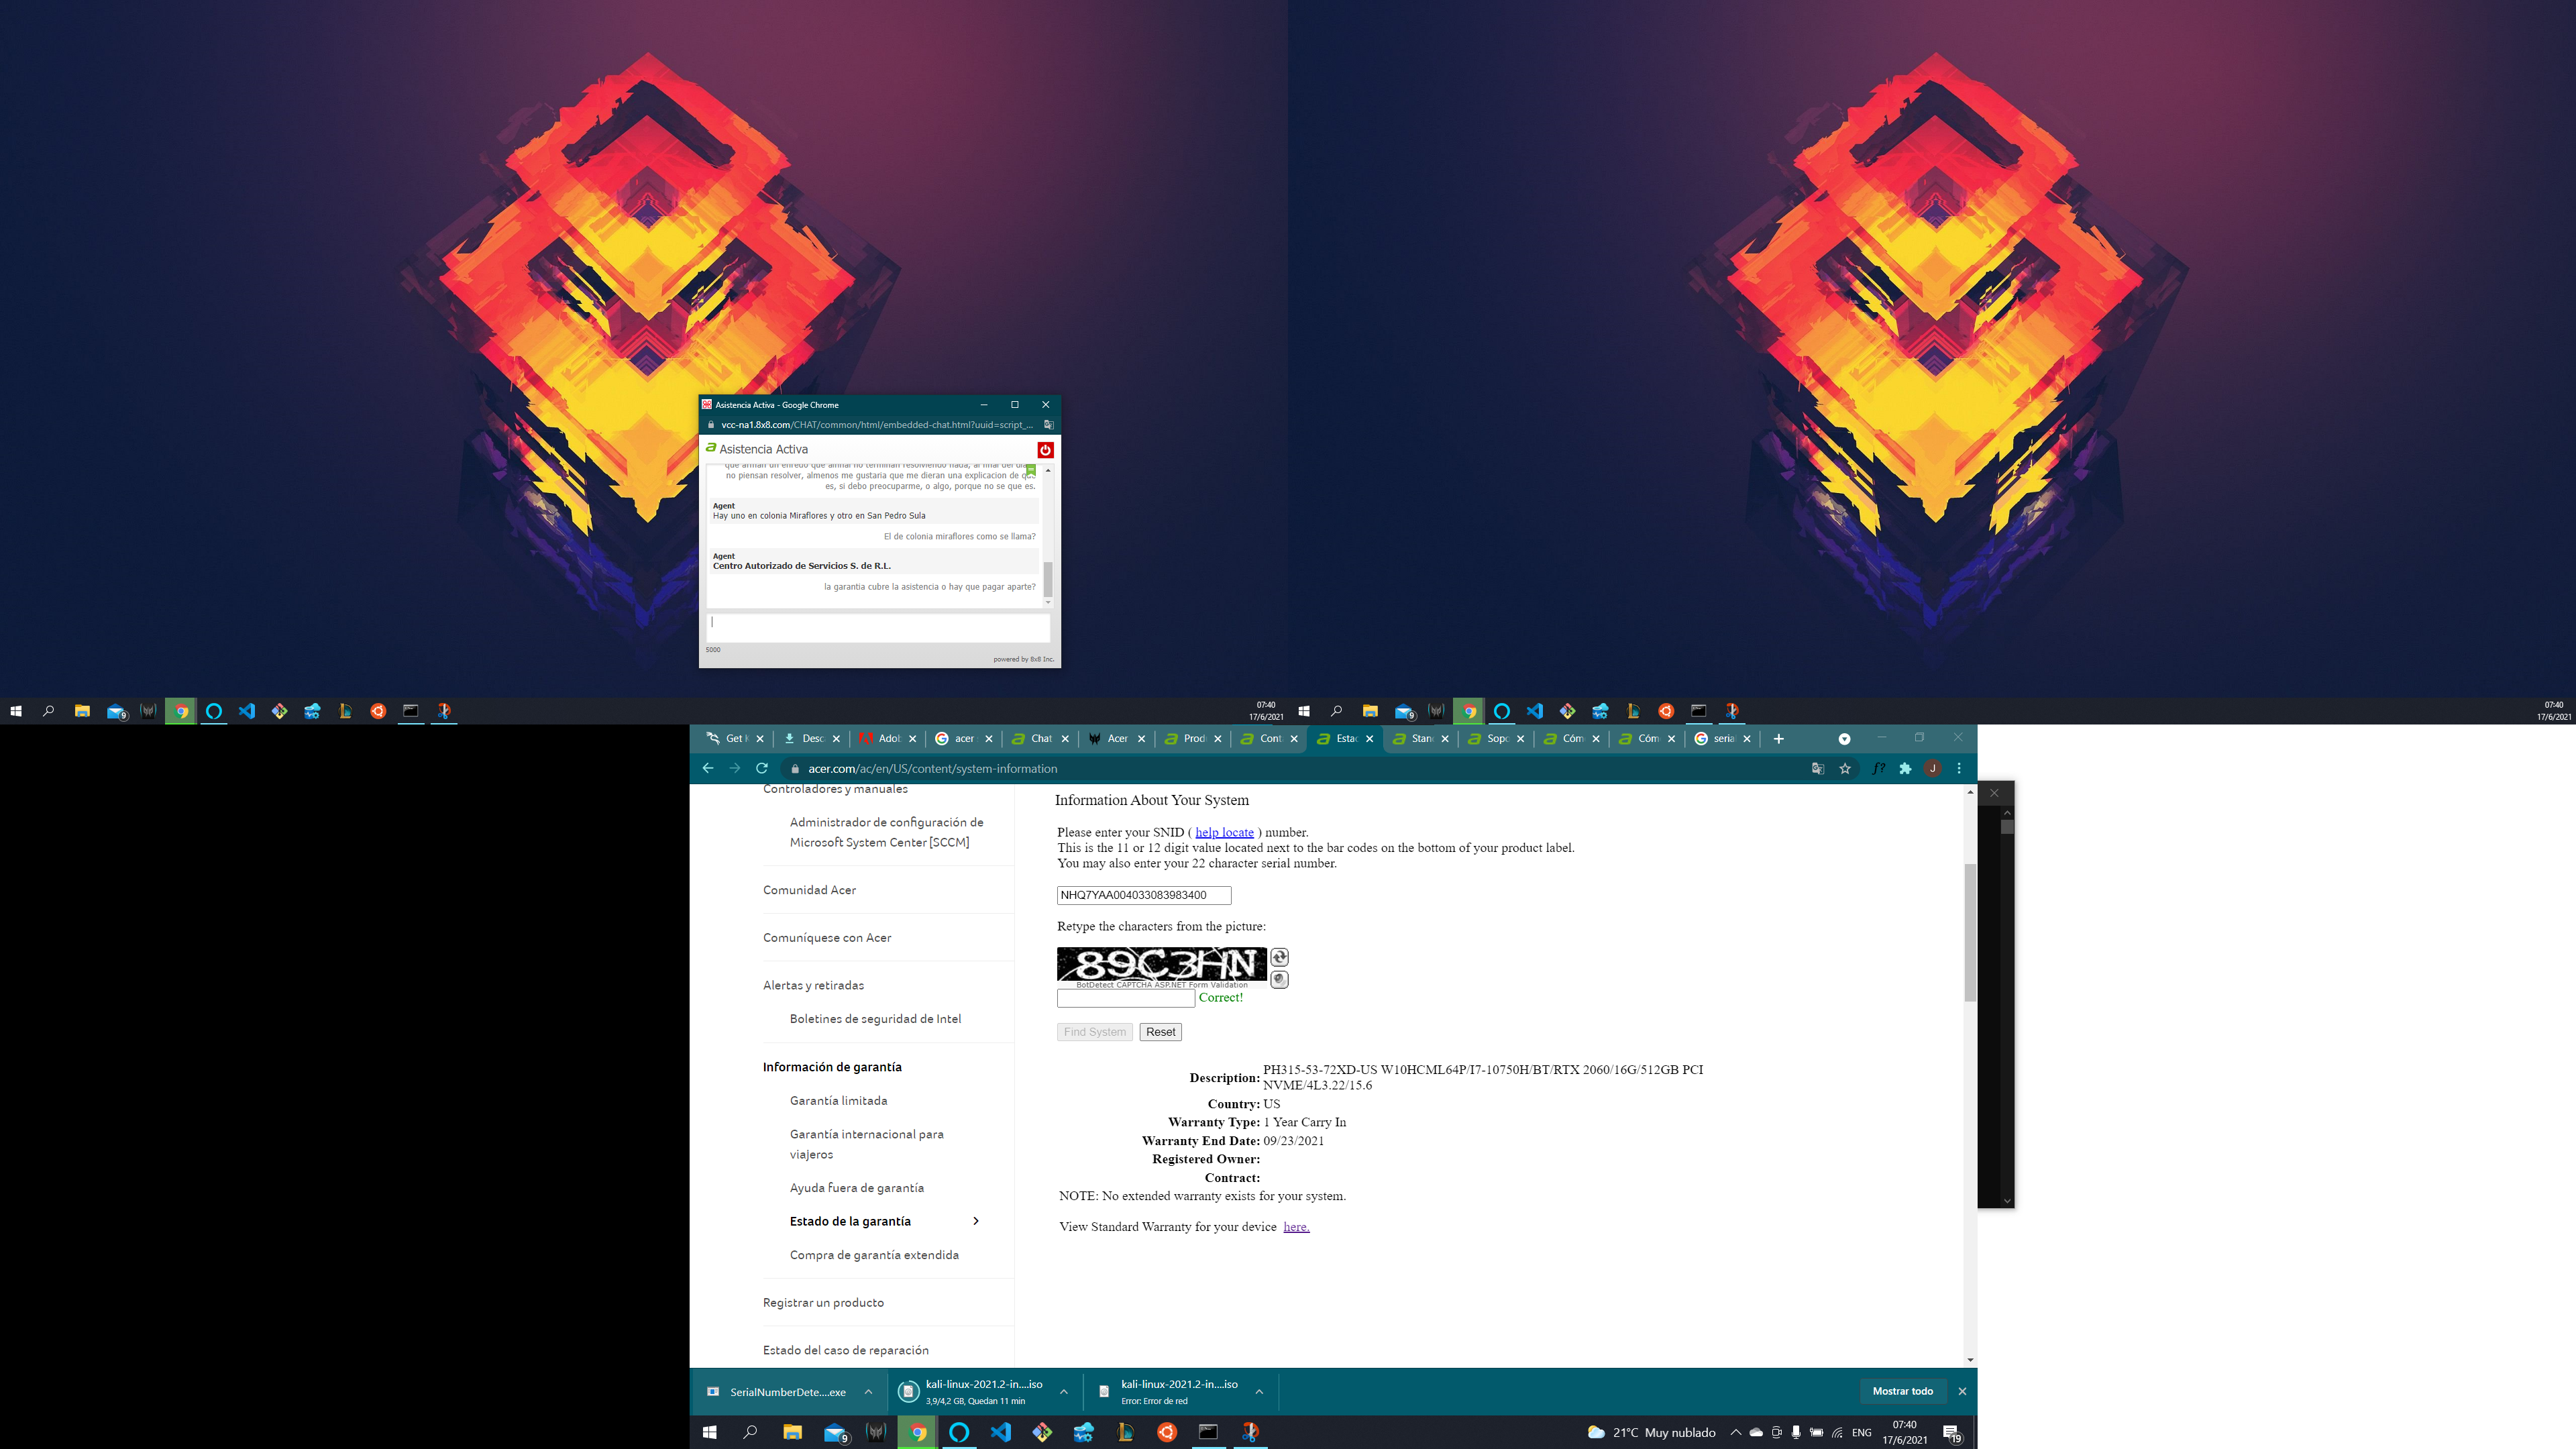 Asistencia Activa - Google Chrome
vcc-na1.8x8.com/CHAT/common/html/embedded-chat.html?uuid=script_...
Asistencia Activa
no piensan resolver, almenos me gustaria que me dieran una explicacion de que
es, si debo preocuparme, o algo, porque no se que es.
Agent
Hay uno en colonia Miraflores y otro en San Pedro Sula
El de colonia miraflores como se llama?
Agent
Centro Autorizado de Servicios S. de R.L.
la garantia cubre la asistencia o hay que pagar aparte?
5000
powered by 8x8 Inc.
9
07:40
17/6/2021
9
07:40
17/6/2021
Get K
Desc
Adob
acer
Chat
Acer
Produ
Conta
Estad
Stan
Sopo
Cóm
Cóm
serial
acer.com/ac/en/US/content/system-information
f?
J
Controladores y manuales
Administrador de configuración de
Microsoft System Center [SCCM]
Comunidad Acer
Comuníquese con Acer
Alertas y retiradas
Boletines de seguridad de Intel
Información de garantía
Garantía limitada
Garantía internacional para
viajeros
Ayuda fuera de garantía
Estado de la garantía
Compra de garantía extendida
Registrar un producto
Estado del caso de reparación
Information About Your System
Please enter your SNID ( help locate ) number.
This is the 11 or 12 digit value located next to the bar codes on the bottom of your product label.
You may also enter your 22 character serial number.
NHQ7YAA004033083983400
Retype the characters from the picture:
89C3HN
BotDetect CAPTCHA ASP.NET Form Validation
Correct!
Find System
Reset
Description: PH315-53-72XD-US W10HCML64P/I7-10750H/BT/RTX 2060/16G/512GB PCI
NVME/4L3.22/15.6
Country: US
Warranty Type: 1 Year Carry In
Warranty End Date: 09/23/2021
Registered Owner:
Contract:
NOTE: No extended warranty exists for your system.
View Standard Warranty for your device here.
SerialNumberDete....exe
kali-linux-2021.2-in....iso
3,9/4,2 GB, Quedan 11 min
kali-linux-2021.2-in....iso
Error: Error de red
Mostrar todo
9
21°C Muy nublado
ENG
07:40
17/6/2021
19